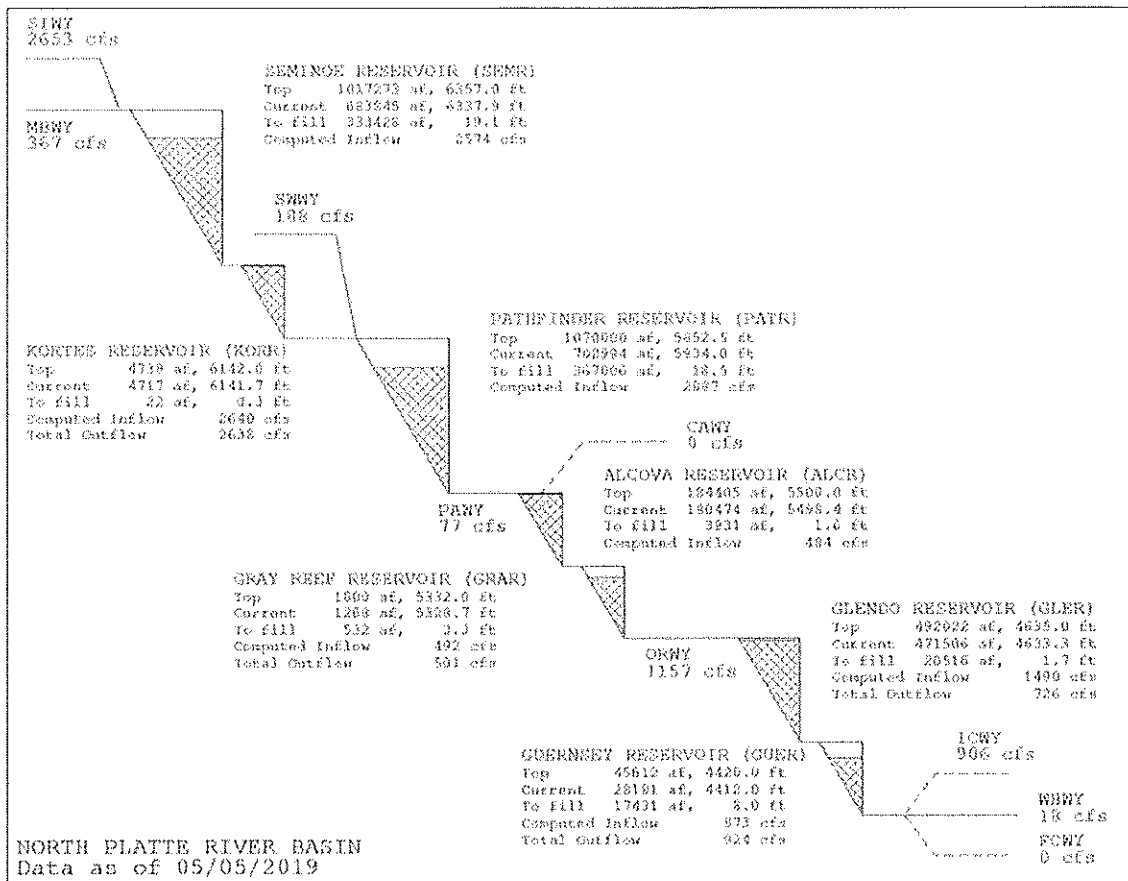 SIWY
2653 cfs
SEMINOE RESERVOIR (SEMR)
Top 1017273 af, 6357.0 ft
Current 683845 af, 6337.9 ft
To fill 333428 af, 19.1 ft
Computed Inflow 2574 cfs
MBWY
367 cfs
SWWY
188 cfs
PATHFINDER RESERVOIR (PATR)
Top 1070000 af, 5852.5 ft
Current 702994 af, 5834.0 ft
To fill 367006 af, 18.5 ft
Computed Inflow 2887 cfs
KORTES RESERVOIR (KORR)
Top 4739 af, 6142.0 ft
Current 4717 af, 6141.7 ft
To fill 22 af, 0.3 ft
Computed Inflow 2640 cfs
Total Outflow 2638 cfs
CAWY
0 cfs
ALCOVA RESERVOIR (ALCR)
Top 184405 af, 5500.0 ft
Current 180474 af, 5498.4 ft
To fill 3931 af, 1.6 ft
Computed Inflow 484 cfs
PAWY
77 cfs
GRAY REEF RESERVOIR (GRAR)
Top 1800 af, 5332.0 ft
Current 1268 af, 5328.7 ft
To fill 532 af, 3.3 ft
Computed Inflow 492 cfs
Total Outflow 501 cfs
GLENDO RESERVOIR (GLER)
Top 492022 af, 4635.0 ft
Current 471506 af, 4633.3 ft
To fill 20516 af, 1.7 ft
Computed Inflow 1490 cfs
Total Outflow 726 cfs
ORWY
1157 cfs
GUERNSEY RESERVOIR (GUER)
Top 45612 af, 4420.0 ft
Current 28181 af, 4412.0 ft
To fill 17431 af, 8.0 ft
Computed Inflow 873 cfs
Total Outflow 924 cfs
ICWY
906 cfs
WHWY
18 cfs
FCWY
0 cfs
NORTH PLATTE RIVER BASIN
Data as of 05/05/2019